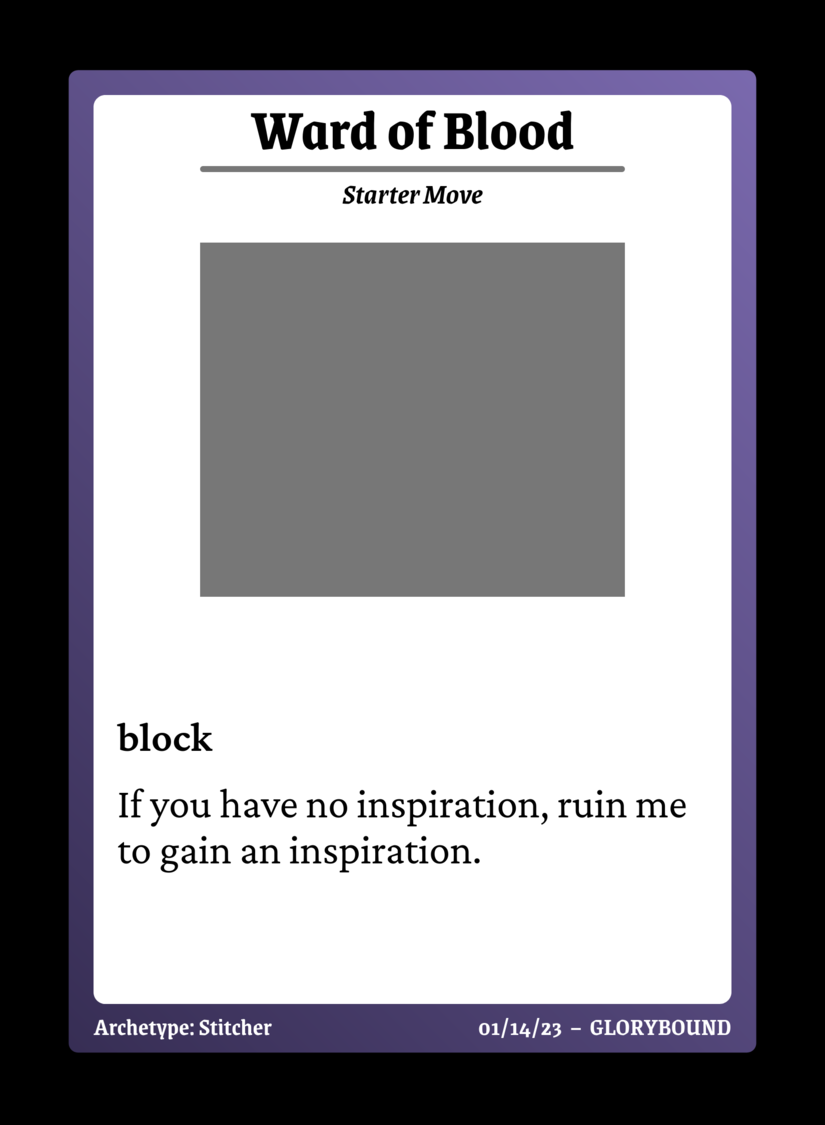 Ward of Blood
Starter Move
block
If you have no inspiration, ruin me
to gain an inspiration.
Archetype: Stitcher
01/14/23 – GLORYBOUND